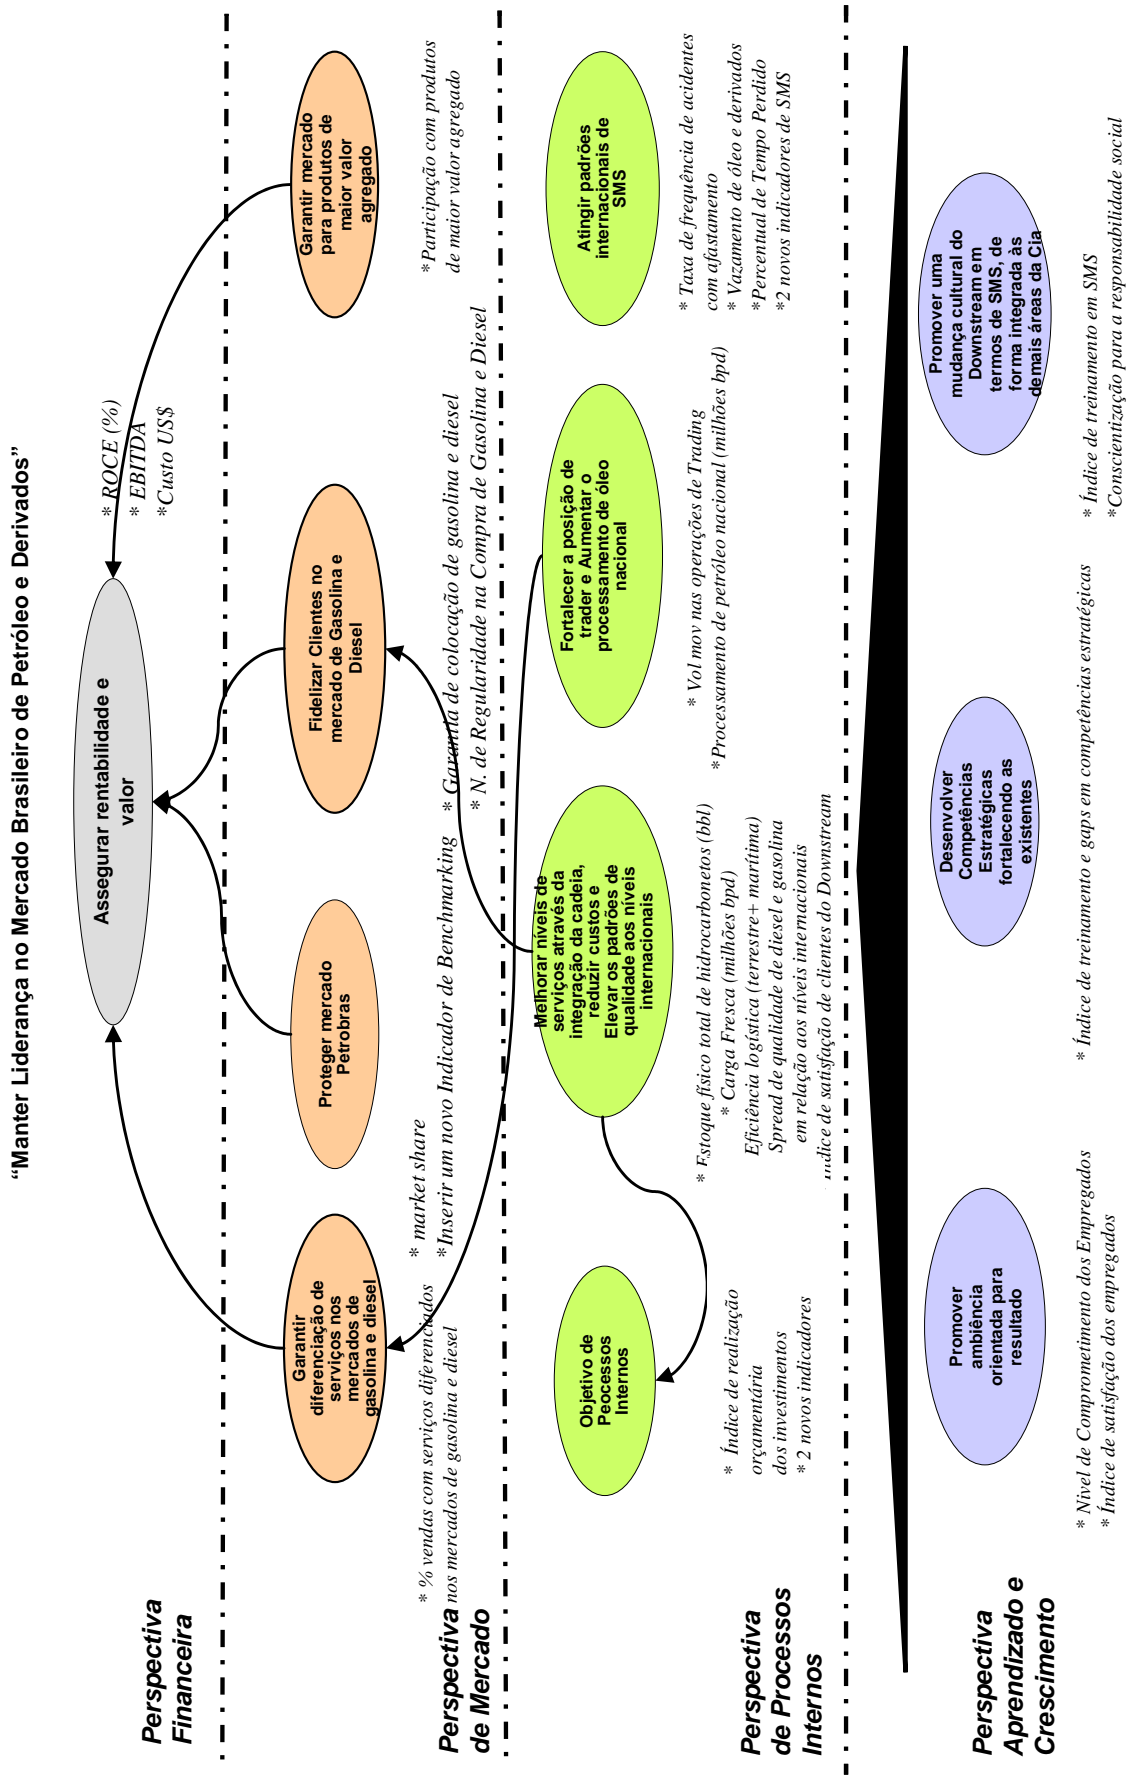 “Manter Liderança no Mercado Brasileiro de Petróleo e Derivados”
Perspectiva
Financeira
Assegurar rentabilidade e
valor
* ROCE (%)
* EBITDA
*Custo US$
Perspectiva
de Mercado
Garantir
diferenciação de
serviços nos
mercados de
gasolina e diesel
* % vendas com serviços diferenciados
nos mercados de gasolina e diesel
Proteger mercado
Petrobras
* market share
*Inserir um novo Indicador de Benchmarking
Fidelizar Clientes no
mercado de Gasolina e
Diesel
* Garantia de colocação de gasolina e diesel
* N. de Regularidade na Compra de Gasolina e Diesel
Garantir mercado
para produtos de
maior valor
agregado
*Participação com produtos
de maior valor agregado
Perspectiva
de Processos
Internos
Objetivo de
Peocessos
Internos
* Índice de realização
orçamentária
dos investimentos
* 2 novos indicadores
Melhorar níveis de
serviços através da
integração da cadeia,
reduzir custos e
Elevar os padrões de
qualidade aos níveis
internacionais
* Estoque físico total de hidrocarbonetos (bbl)
* Carga Fresca (milhões bpd)
Eficiência logística (terrestre+ marítima)
Spread de qualidade de diesel e gasolina
em relação aos níveis internacionais
Índice de satisfação de clientes do Downstream
Fortalecer a posição de
trader e Aumentar o
processamento de óleo
nacional
* Vol mov nas operações de Trading
*Processamento de petróleo nacional (milhões bpd)
Atingir padrões
internacionais de
SMS
* Taxa de frequência de acidentes
com afastamento
* Vazamento de óleo e derivados
*Percentual de Tempo Perdido
*2 novos indicadores de SMS
Perspectiva
Aprendizado e
Crescimento
Promover
ambiência
orientada para
resultado
* Nivel de Comprometimento dos Empregados
* Índice de satisfação dos empregados
Desenvolver
Competências
Estratégicas
fortalecendo as
existentes
* Índice de treinamento e gaps em competências estratégicas
Promover uma
mudança cultural do
Downstream em
termos de SMS, de
forma integrada às
demais áreas da Cia
* Índice de treinamento em SMS
*Conscientização para a responsabilidade social